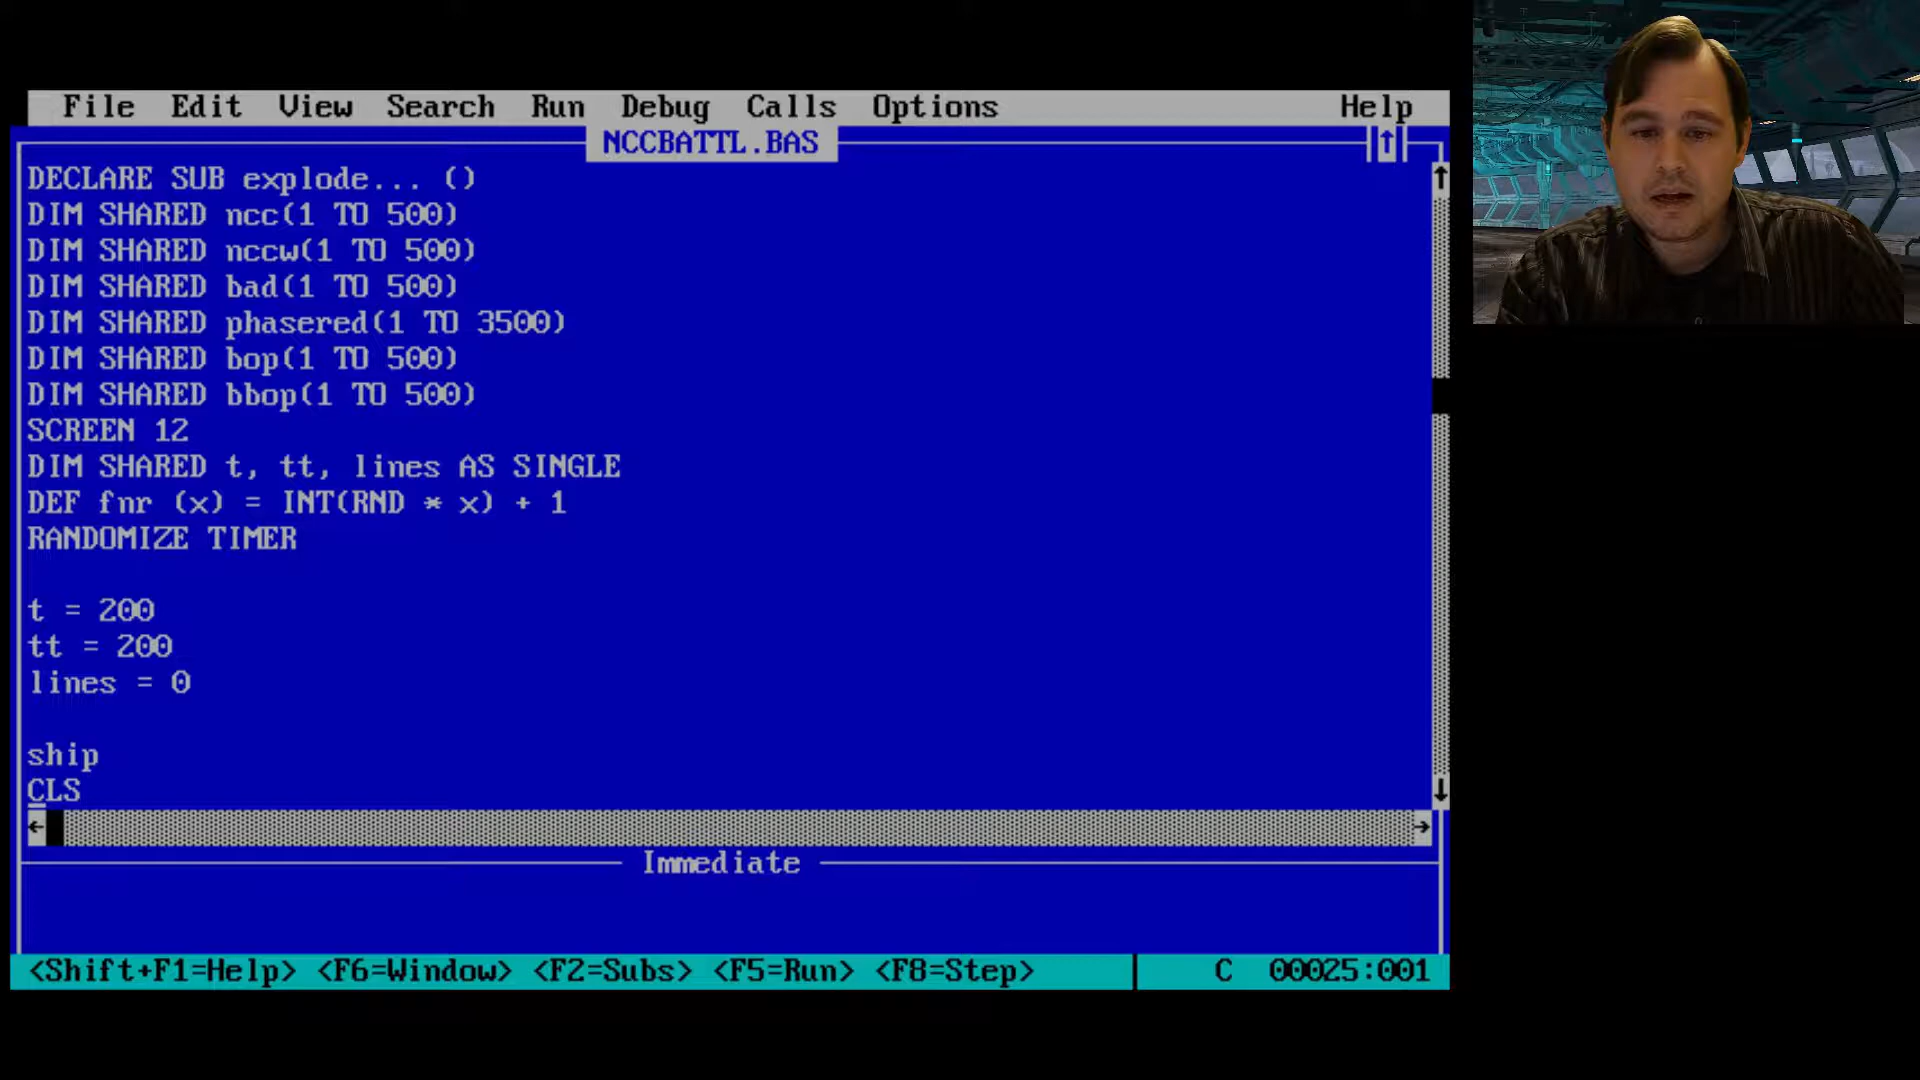 File Edit View Search Run Debug Calls Options Help
NCCBATTL.BAS
DECLARE SUB explode... ()
DIM SHARED ncc(1 TO 500)
DIM SHARED nccw(1 TO 500)
DIM SHARED bad(1 TO 500)
DIM SHARED phasered(1 TO 3500)
DIM SHARED bop(1 TO 500)
DIM SHARED bbop(1 TO 500)
SCREEN 12
DIM SHARED t, tt, lines AS SINGLE
DEF fnr (x) = INT(RND * x) + 1
RANDOMIZE TIMER
t = 200
tt = 200
lines = 0
ship
CLS
Immediate
<Shift+F1=Help> <F6=Window> <F2=Subs> <F5=Run> <F8=Step> C 00025:001